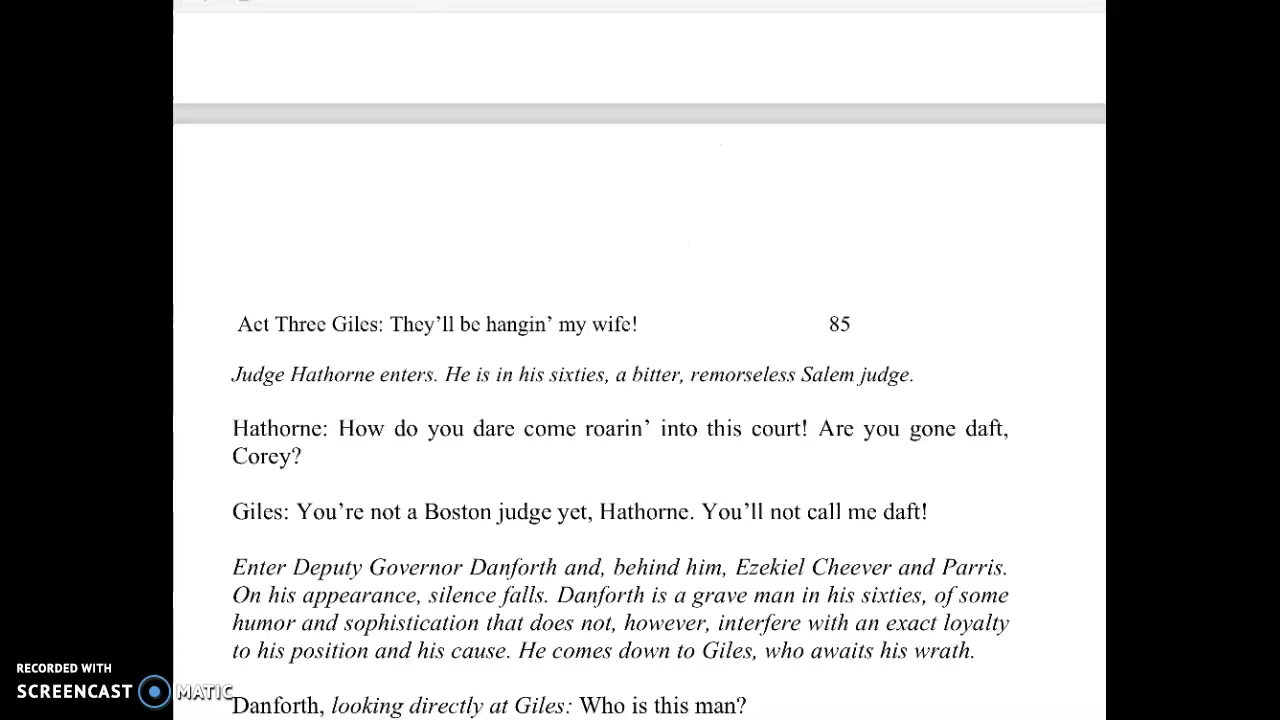 Act Three Giles: They’ll be hangin’ my wife! 85
Judge Hathorne enters. He is in his sixties, a bitter, remorseless Salem judge.
Hathorne: How do you dare come roarin’ into this court! Are you gone daft,
Corey?
Giles: You’re not a Boston judge yet, Hathorne. You’ll not call me daft!
Enter Deputy Governor Danforth and, behind him, Ezekiel Cheever and Parris.
On his appearance, silence falls. Danforth is a grave man in his sixties, of some
humor and sophistication that does not, however, interfere with an exact loyalty
to his position and his cause. He comes down to Giles, who awaits his wrath.
Danforth, looking directly at Giles: Who is this man?
RECORDED WITH
SCREENCAST MATIC